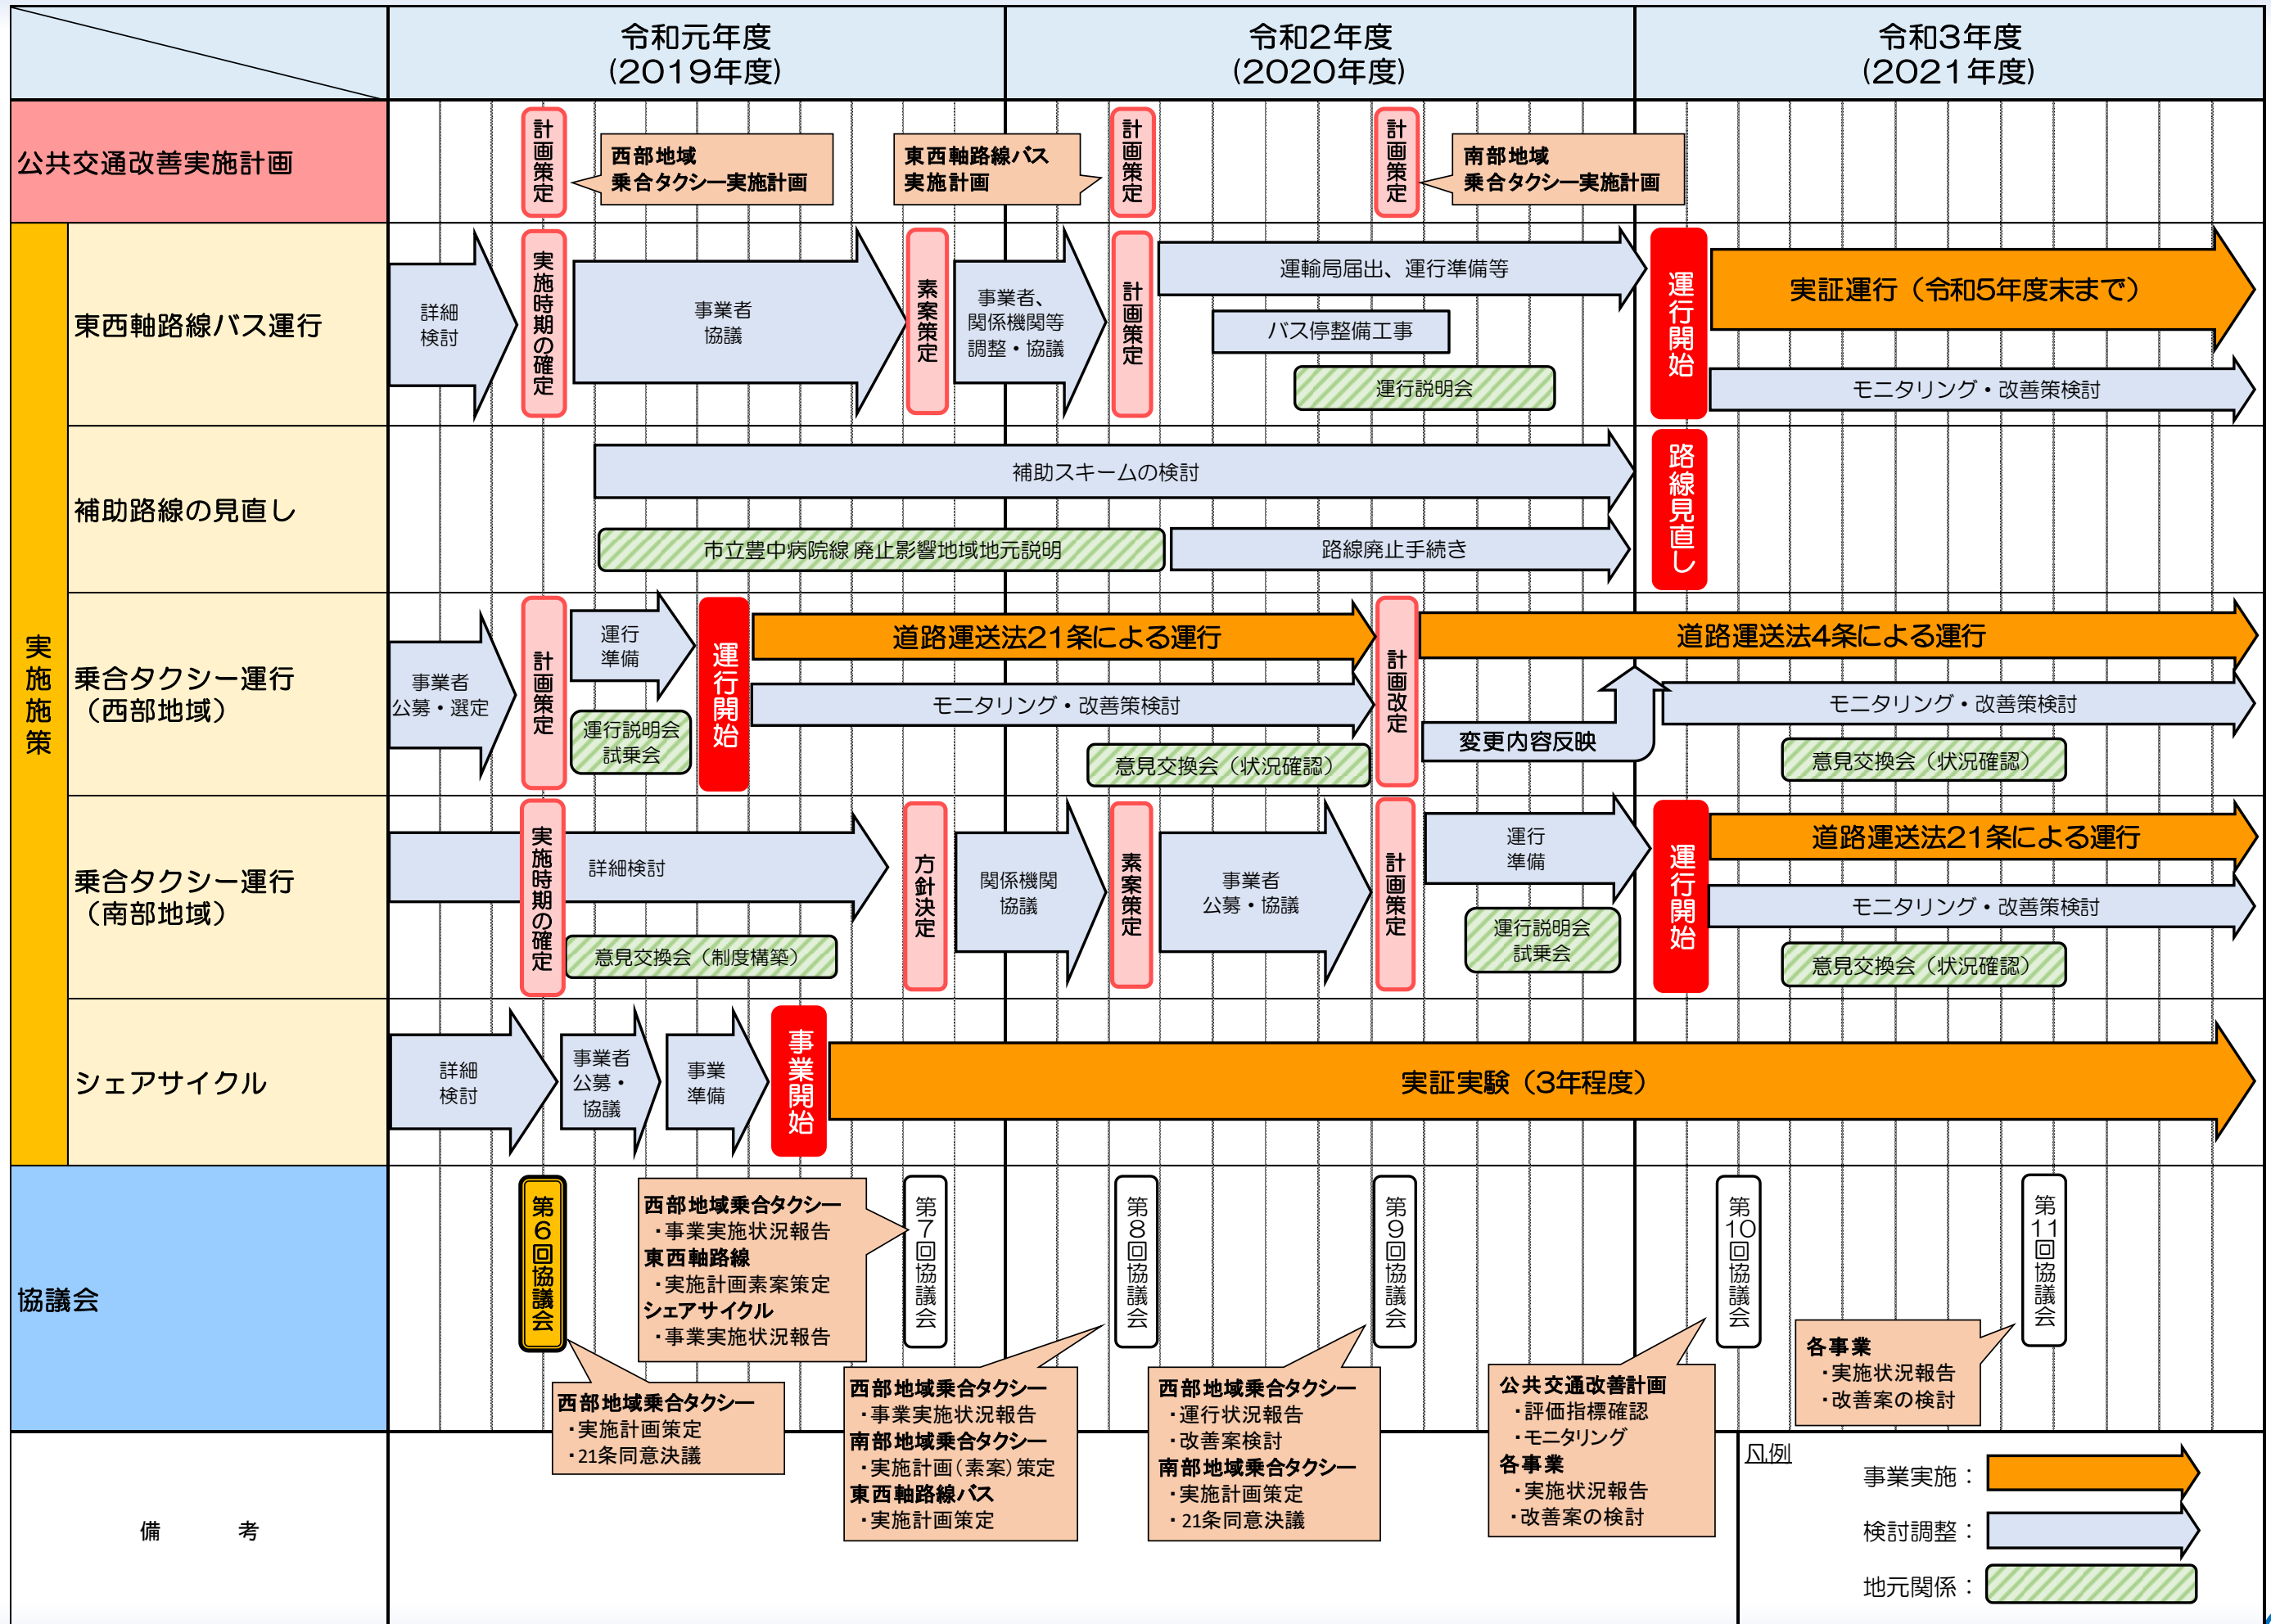 令和元年度
(2019年度)
令和2年度
(2020年度)
令和3年度
(2021年度)
公共交通改善実施計画
計画策定
西部地域
乗合タクシー実施計画
東西軸路線バス
実施計画
計画策定
計画策定
南部地域
乗合タクシー実施計画
実施施策
東西軸路線バス運行
詳細
検討
実施時期の確定
事業者
協議
素案策定
事業者、
関係機関等
調整・協議
計画策定
運輸局届出、運行準備等
バス停整備工事
運行説明会
運行開始
実証運行（令和5年度末まで）
モニタリング・改善策検討
補助路線の見直し
補助スキームの検討
市立豊中病院線 廃止影響地域地元説明
路線廃止手続き
路線見直し
乗合タクシー運行
（西部地域）
事業者
公募・選定
計画策定
運行
準備
運行説明会
試乗会
運行開始
道路運送法21条による運行
モニタリング・改善策検討
意見交換会（状況確認）
計画改定
道路運送法4条による運行
変更内容反映
モニタリング・改善策検討
意見交換会（状況確認）
乗合タクシー運行
（南部地域）
実施時期の確定
詳細検討
意見交換会（制度構築）
方針決定
関係機関
協議
素案策定
事業者
公募・協議
計画策定
運行
準備
運行説明会
試乗会
運行開始
道路運送法21条による運行
モニタリング・改善策検討
意見交換会（状況確認）
シェアサイクル
詳細
検討
事業者
公募・
協議
事業
準備
事業開始
実証実験（3年程度）
協議会
第6回協議会
西部地域乗合タクシー
・実施計画策定
・21条同意決議
西部地域乗合タクシー
・事業実施状況報告
東西軸路線
・実施計画素案策定
シェアサイクル
・事業実施状況報告
第7回協議会
第8回協議会
西部地域乗合タクシー
・事業実施状況報告
南部地域乗合タクシー
・実施計画（素案）策定
東西軸路線バス
・実施計画策定
第9回協議会
西部地域乗合タクシー
・運行状況報告
・改善案検討
南部地域乗合タクシー
・実施計画策定
・21条同意決議
第10回協議会
公共交通改善計画
・評価指標確認
・モニタリング
各事業
・実施状況報告
・改善案の検討
第11回協議会
各事業
・実施状況報告
・改善案の検討
備　考
凡例
事業実施：
検討調整：
地元関係：